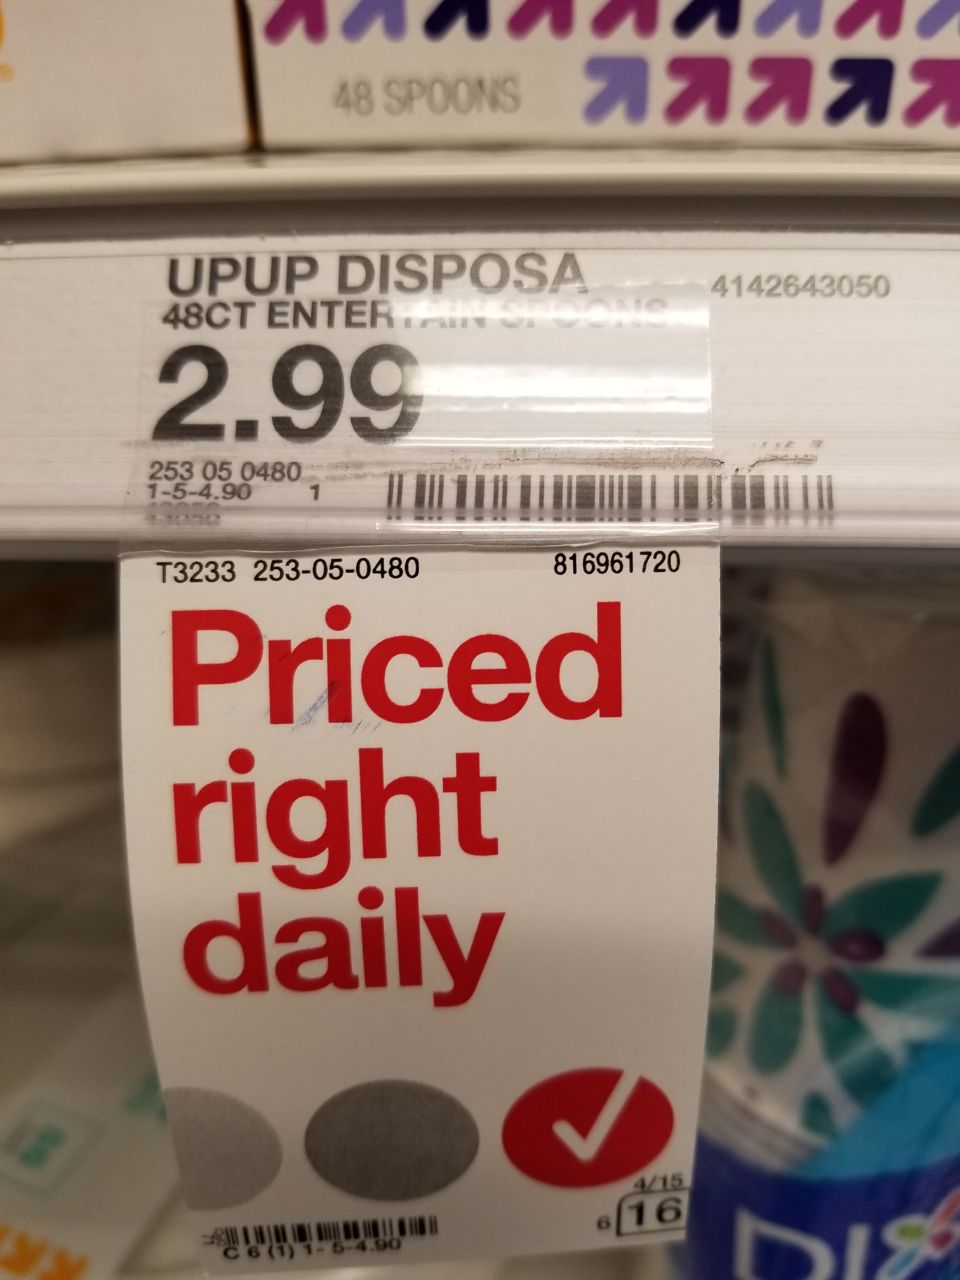 48 SPOONS
UPUP DISPOSA
4142643050
48CT ENTERTAIN SPOONS
2.99
253 05 0480
1-5-4.90 1
T3233 253-05-0480 816961720
Priced
right
daily
4/15
6 16
C 6 (1) 1- 5-4.90
DI